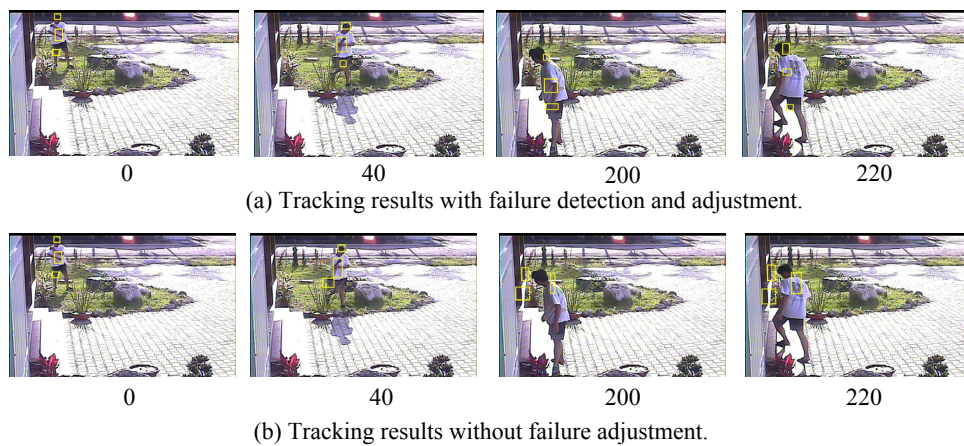 0 40 200 220
(a) Tracking results with failure detection and adjustment.
0 40 200 220
(b) Tracking results without failure adjustment.